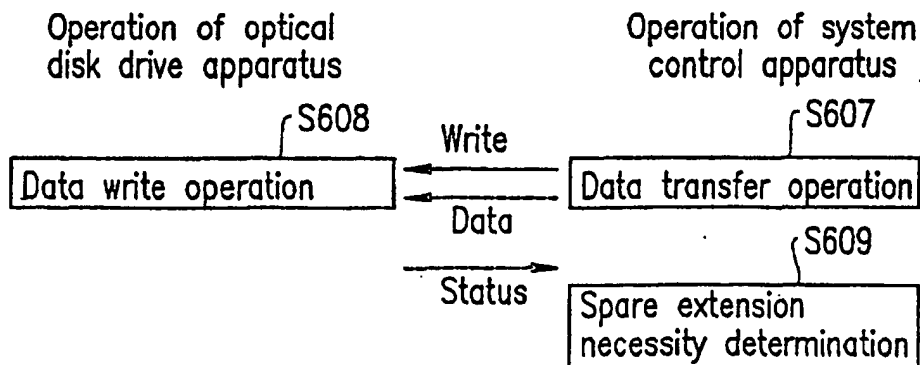 Operation of optical
disk drive apparatus
Operation of system
control apparatus
S608
S607
Write
Data write operation
Data transfer operation
Data
S609
Status
Spare extension
necessity determination